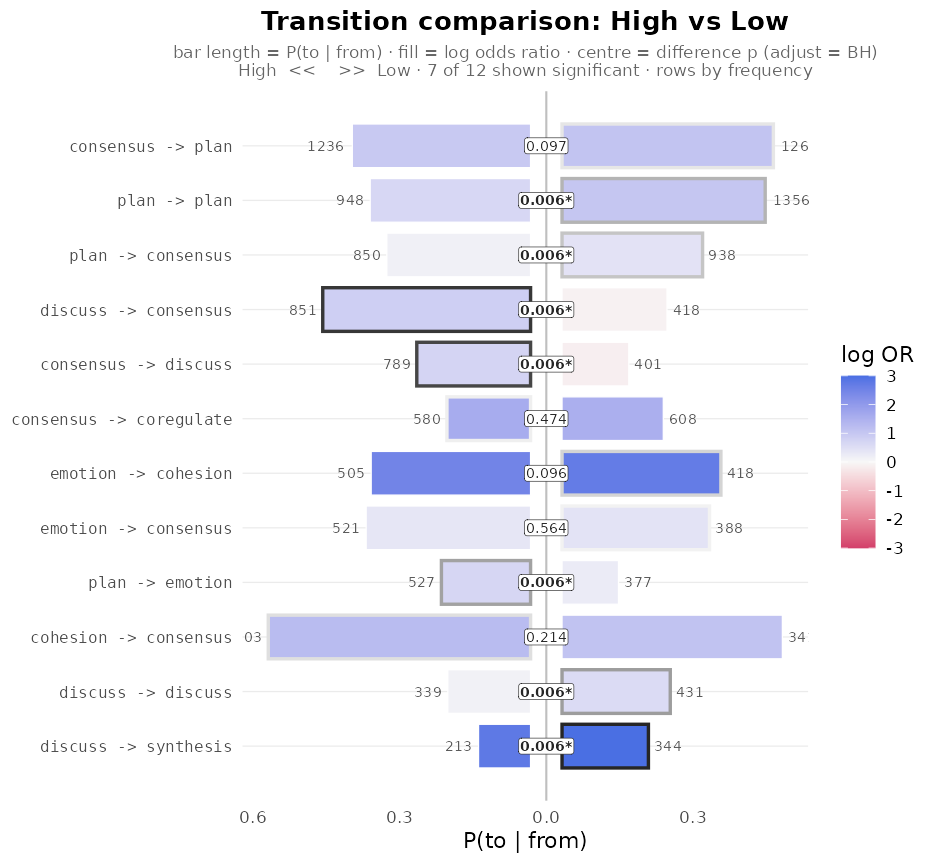 Transition comparison: High vs Low
bar length = P(to | from) · fill = log odds ratio · centre = difference p (adjust = BH)
High << >> Low · 7 of 12 shown significant · rows by frequency
consensus -> plan 1236 0.097 126
plan -> plan 948 0.006* 1356
plan -> consensus 850 0.006* 938
discuss -> consensus 851 0.006* 418
consensus -> discuss 789 0.006* 401
consensus -> coregulate 580 0.474 608
emotion -> cohesion 505 0.096 418
emotion -> consensus 521 0.564 388
plan -> emotion 527 0.006* 377
cohesion -> consensus 03 0.214 34
discuss -> discuss 339 0.006* 431
discuss -> synthesis 213 0.006* 344
0.6 0.3 0.0 0.3
P(to | from)
log OR
3
2
1
0
-1
-2
-3